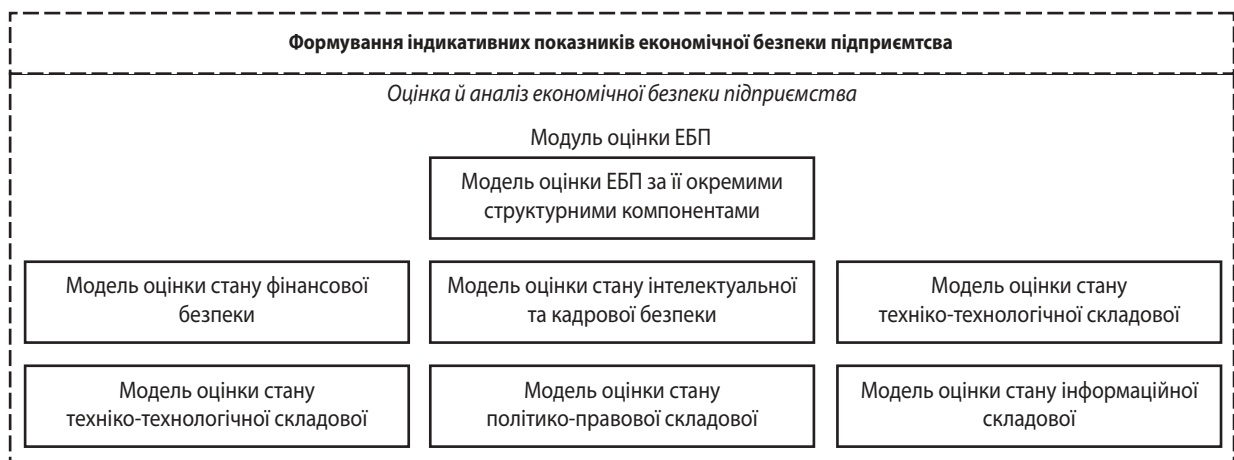 Формування індикативних показників економічної безпеки підприємтсва
Оцінка й аналіз економічної безпеки підприємства
Модуль оцінки ЕБП
Модель оцінки ЕБП за її окремими
структурними компонентами
Модель оцінки стану фінансової
безпеки
Модель оцінки стану інтелектуальної
та кадрової безпеки
Модель оцінки стану
техніко-технологічної складової
Модель оцінки стану
техніко-технологічної складової
Модель оцінки стану
політико-правової складової
Модель оцінки стану інформаційної
складової